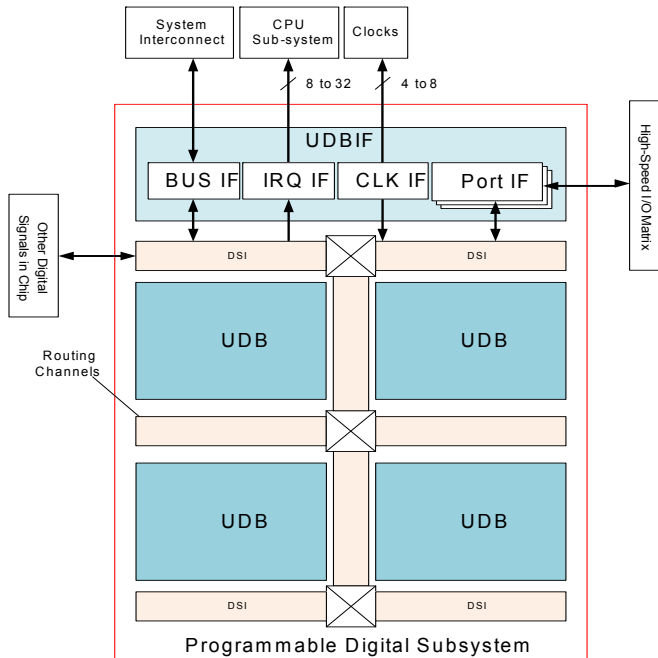 System
Interconnect
CPU
Sub-system
Clocks
8 to 32
4 to 8
High-Speed I/O Matrix
UDBIF
BUS IF
IRQ IF
CLK IF
Port IF
Other Digital
Signals in Chip
DSI
DSI
UDB
UDB
Routing
Channels
UDB
UDB
DSI
DSI
Programmable Digital Subsystem